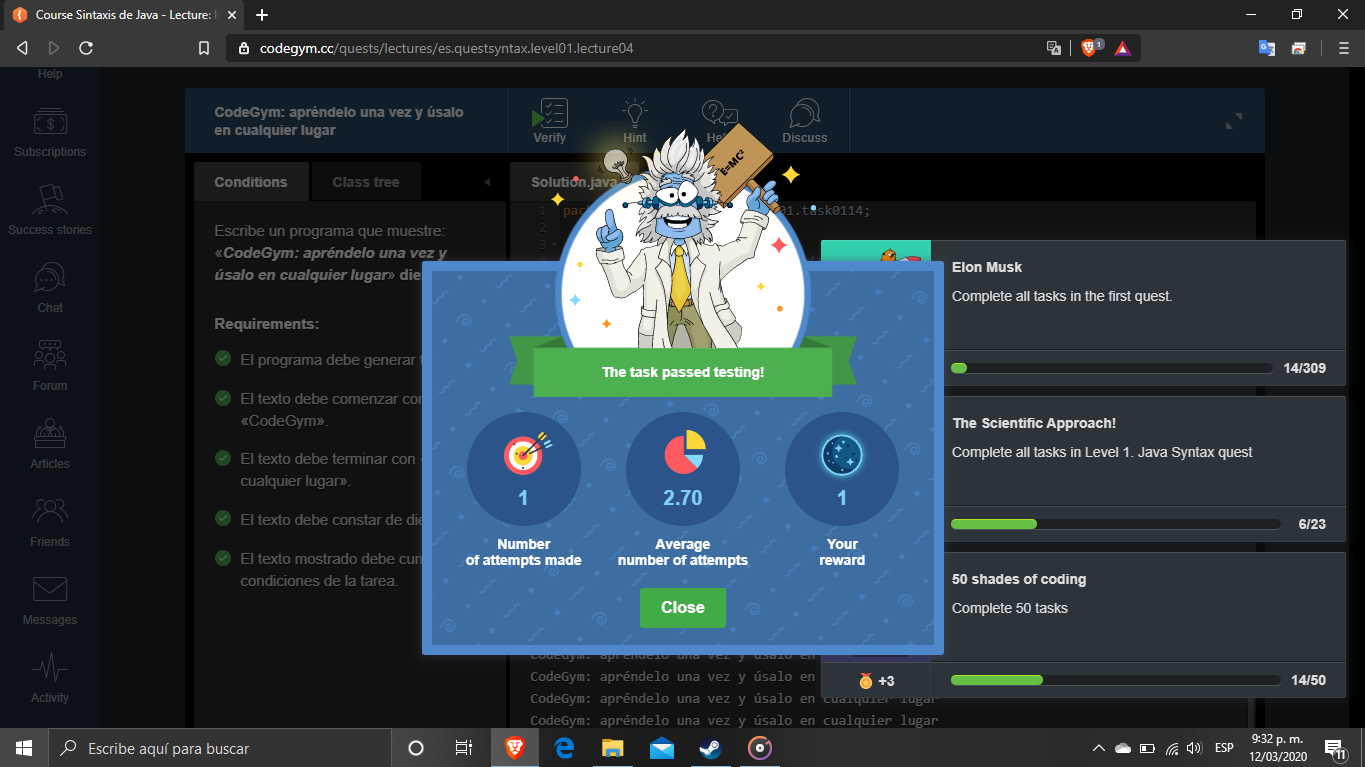 Course Sintaxis de Java - Lecture:
codegym.cc/quests/lectures/es.questsyntax.level01.lecture04
1
Help
Subscriptions
Success stories
Chat
Forum
Articles
Friends
Messages
Activity
CodeGym: apréndelo una vez y úsalo
en cualquier lugar
Verify
Hint
Discuss
Conditions
Class tree
Solution.java
Escribe un programa que muestre:
«CodeGym: apréndelo una vez y
úsalo en cualquier lugar»
Requirements:
El programa debe generar
El texto debe comenzar
«CodeGym».
El texto debe terminar con
cualquier lugar».
El texto debe constar de
El texto mostrado debe
condiciones de la tarea.
1
2
3
task0114;
E=MC²
The task passed testing!
1
Number
of attempts made
2.70
Average
number of attempts
1
Your
reward
Close
Elon Musk
Complete all tasks in the first quest.
14/309
The Scientific Approach!
Complete all tasks in Level 1. Java Syntax quest
6/23
50 shades of coding
Complete 50 tasks
+3
14/50
CodeGym: apréndelo una vez y úsalo en
CodeGym: apréndelo una vez y úsalo en
CodeGym: apréndelo una vez y úsalo en cualquier lugar
CodeGym: apréndelo una vez y úsalo en cualquier lugar
Escribe aquí para buscar
ESP
9:32 p. m.
12/03/2020
11